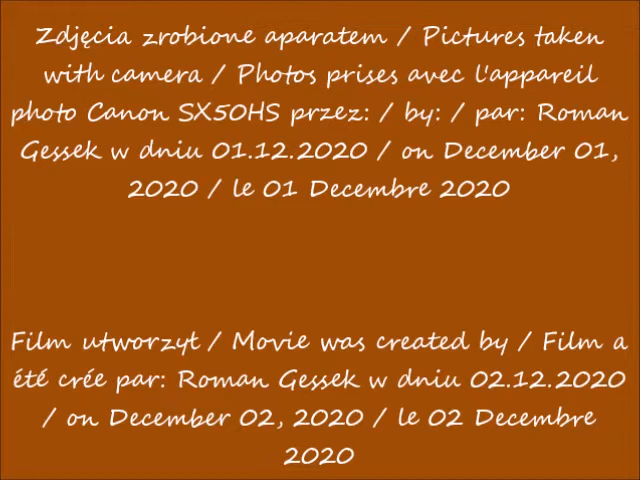 Zdjęcia zrobione aparatem / Pictures taken
with camera / Photos prises avec l'appareil
photo Canon SX50HS przez: / by: / par: Roman
Gessek w dniu 01.12.2020 / on December 01,
2020 / le 01 Decembre 2020
Film utworzył / Movie was created by / Film a
été crée par: Roman Gessek w dniu 02.12.2020
/ on December 02, 2020 / le 02 Decembre
2020